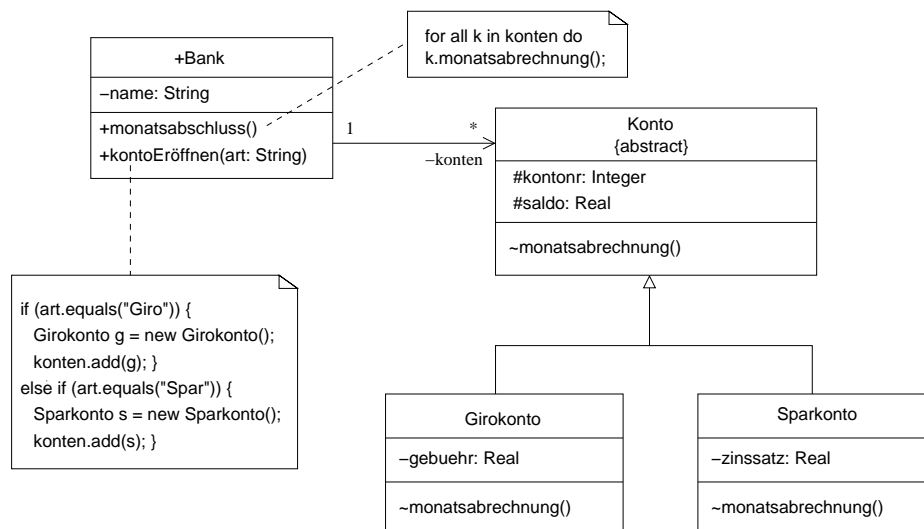 for all k in konten do
k.monatsabrechnung();
+Bank
−name: String
+monatsabschluss()
+kontoEröffnen(art: String)
1
*
−konten
Konto
{abstract}
#kontonr: Integer
#saldo: Real
~monatsabrechnung()
if (art.equals("Giro")) {
Girokonto g = new Girokonto();
konten.add(g); }
else if (art.equals("Spar")) {
Sparkonto s = new Sparkonto();
konten.add(s); }
Girokonto
−gebuehr: Real
~monatsabrechnung()
Sparkonto
−zinssatz: Real
~monatsabrechnung()